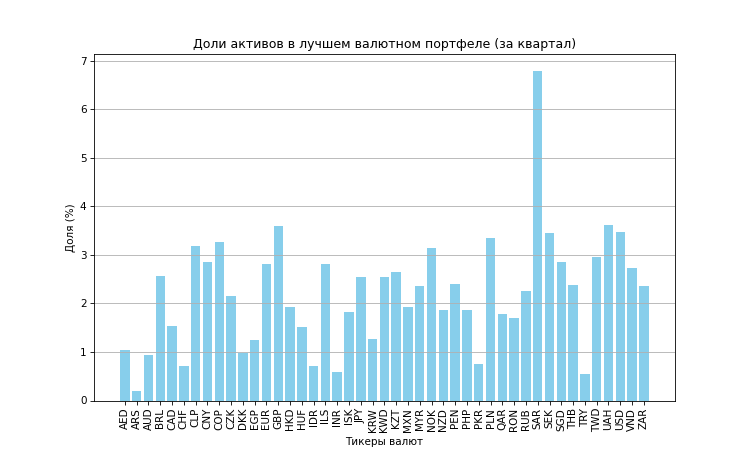 Доли активов в лучшем валютном портфеле (за квартал)
7
6
5
4
3
2
1
0
Доля (%)
AED ARS AUD BRL CAD CHF CLP CNY COP CZK DKK EGP EUR GBP HKD HUF IDR ILS INR ISK JPY KRW KWD KZT MXN MYR NOK NZD PEN PHP PKR PLN QAR RON RUB SAR SEK SGD THB TRY TWD UAH USD VND ZAR
Тикеры валют